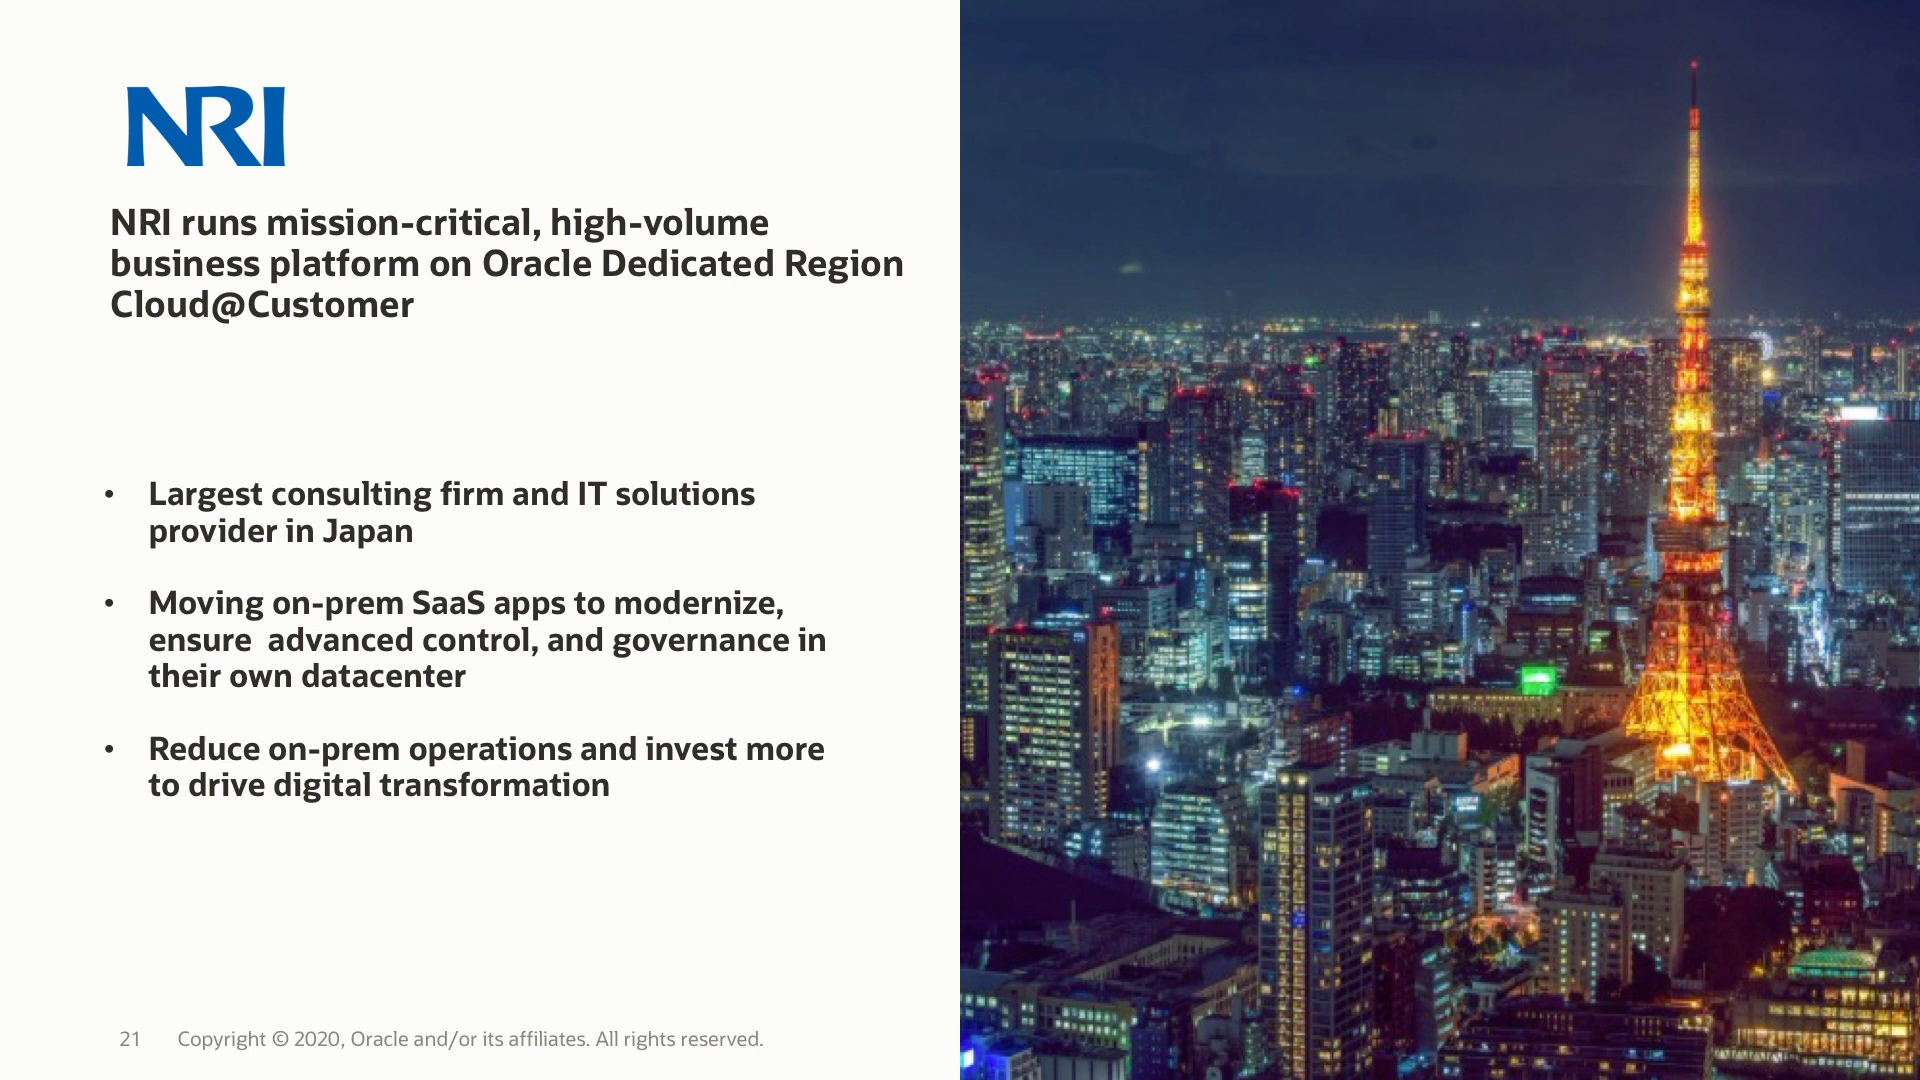 NRI
NRI runs mission-critical, high-volume
business platform on Oracle Dedicated Region
Cloud@Customer
• Largest consulting firm and IT solutions
provider in Japan
• Moving on-prem SaaS apps to modernize,
ensure  advanced control, and governance in
their own datacenter
• Reduce on-prem operations and invest more
to drive digital transformation
21 Copyright © 2020, Oracle and/or its affiliates. All rights reserved.